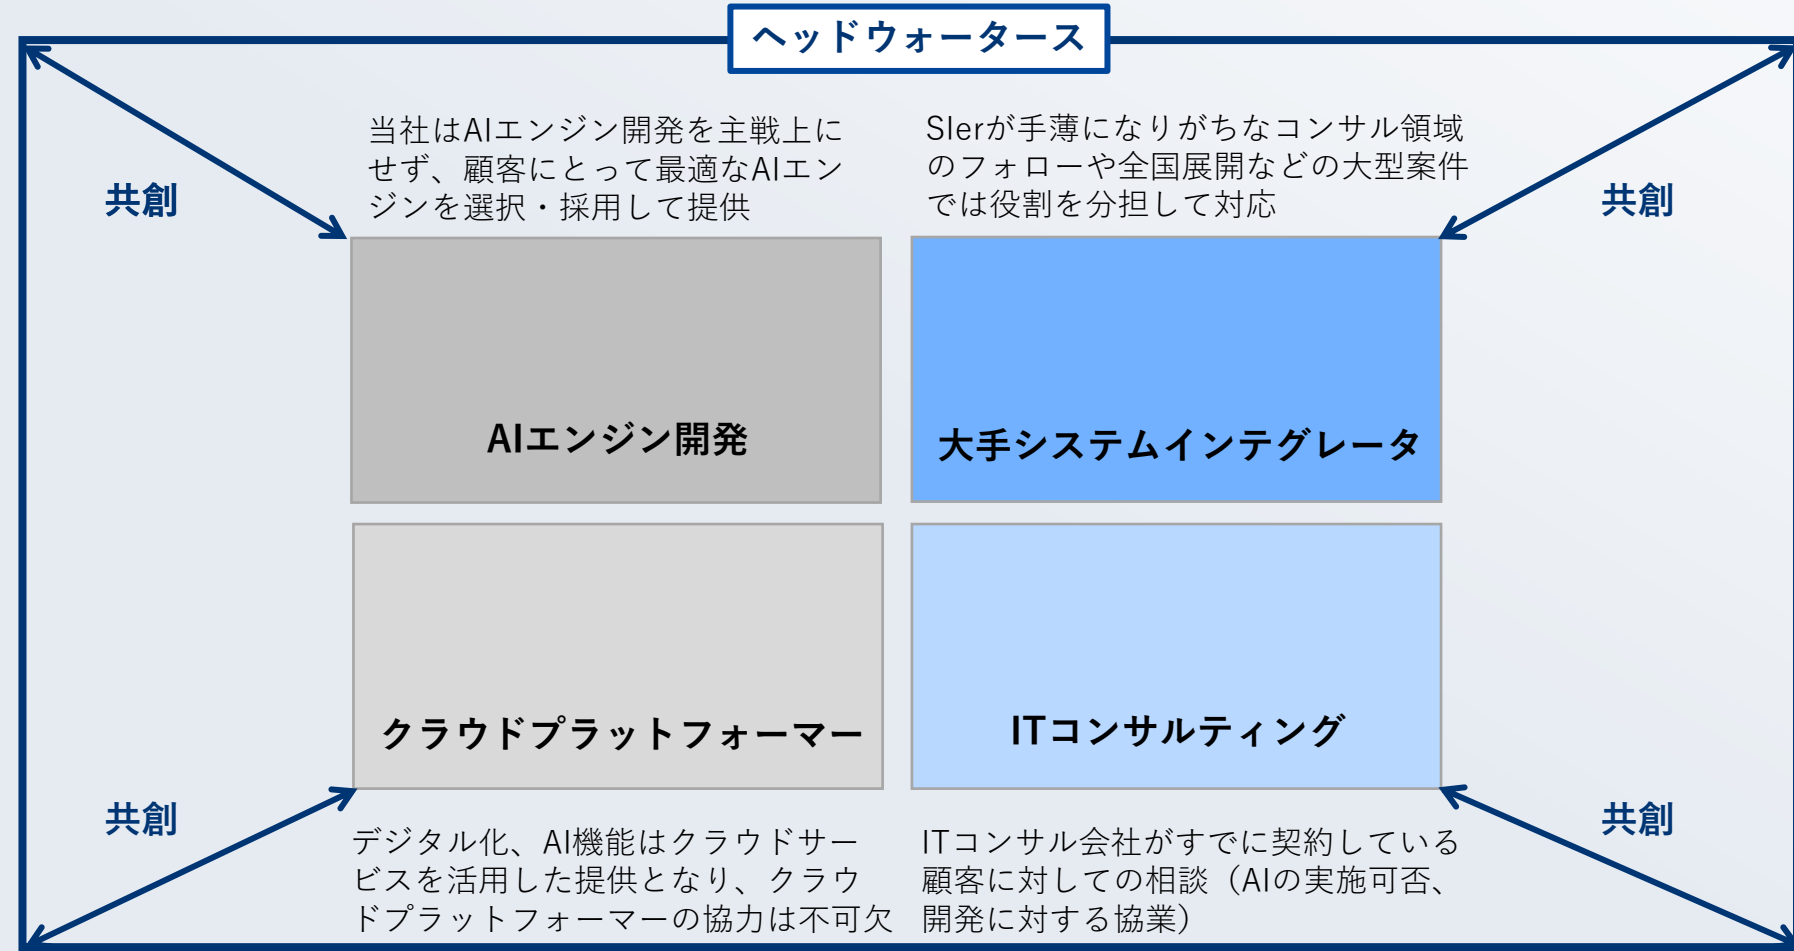 ヘッドウォータース
当社はAIエンジン開発を主戦上に
せず、顧客にとって最適なAIエン
ジンを選択・採用して提供
SIerが手薄になりがちなコンサル領域
のフォローや全国展開などの大型案件
では役割を分担して対応
共創
共創
AIエンジン開発
大手システムインテグレータ
クラウドプラットフォーマー
ITコンサルティング
共創
共創
デジタル化、AI機能はクラウドサー
ビスを活用した提供となり、クラウ
ドプラットフォーマーの協力は不可欠
ITコンサル会社がすでに契約している
顧客に対しての相談（AIの実施可否、
開発に対する協業）